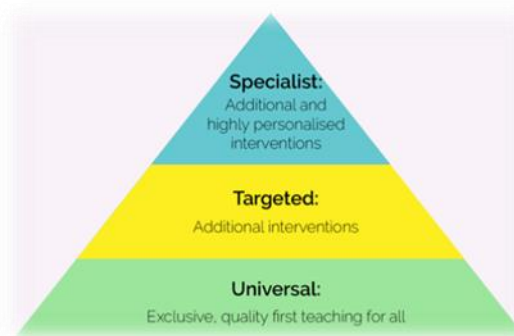 Specialist:
Additional and
highly personalised
interventions
Targeted:
Additional interventions
Universal:
Exclusive, quality first teaching for all